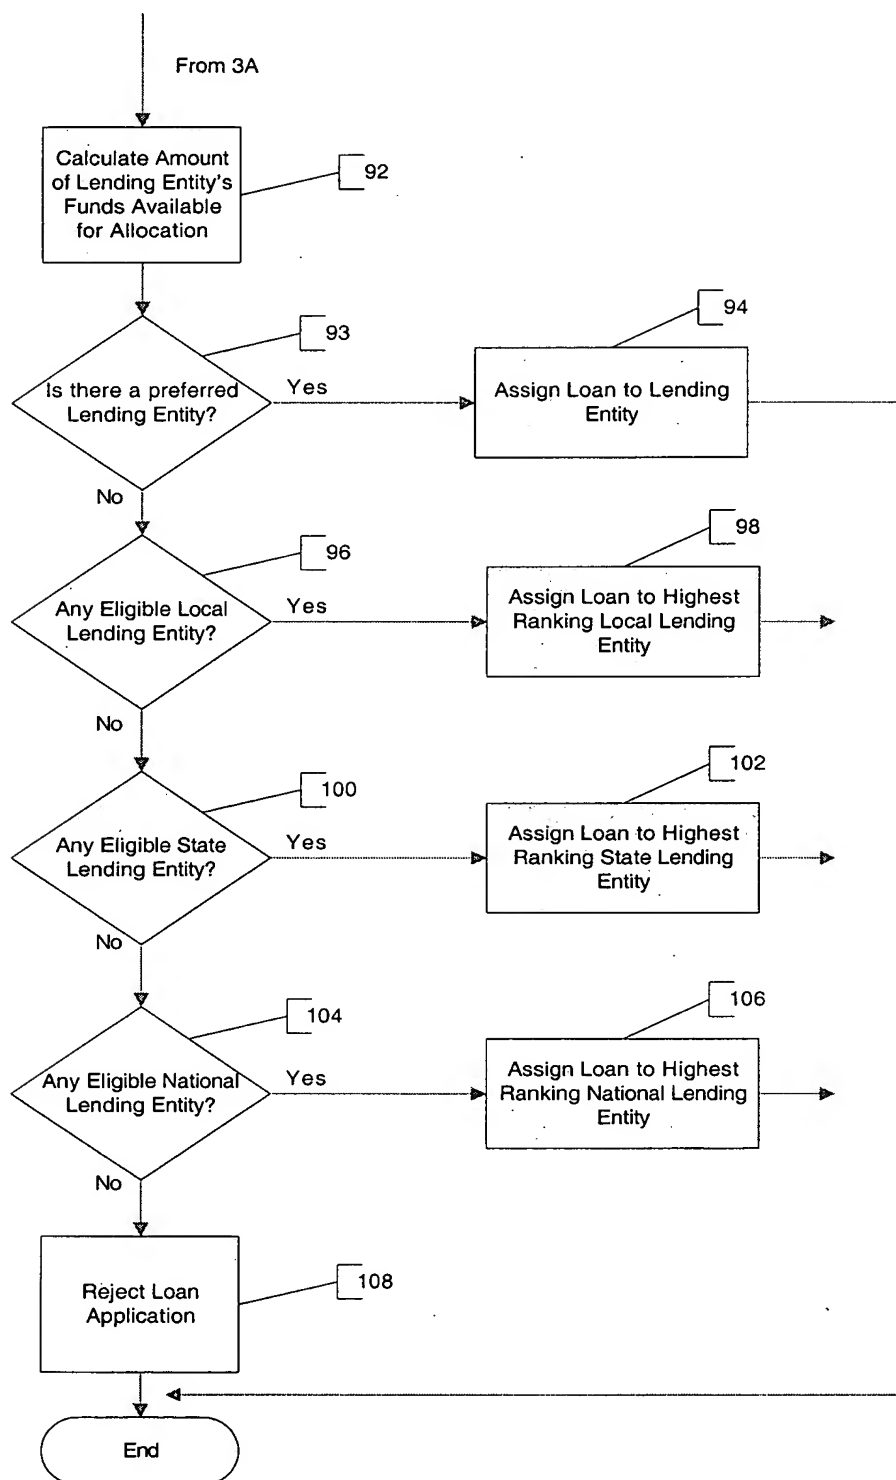 From 3A
Calculate Amount
of Lending Entity's
Funds Available
for Allocation
92
93
Is there a preferred
Lending Entity?
Yes
94
Assign Loan to Lending
Entity
No
96
Any Eligible Local
Lending Entity?
Yes
98
Assign Loan to Highest
Ranking Local Lending
Entity
No
100
Any Eligible State
Lending Entity?
Yes
102
Assign Loan to Highest
Ranking State Lending
Entity
No
104
Any Eligible National
Lending Entity?
Yes
106
Assign Loan to Highest
Ranking National Lending
Entity
No
108
Reject Loan
Application
End